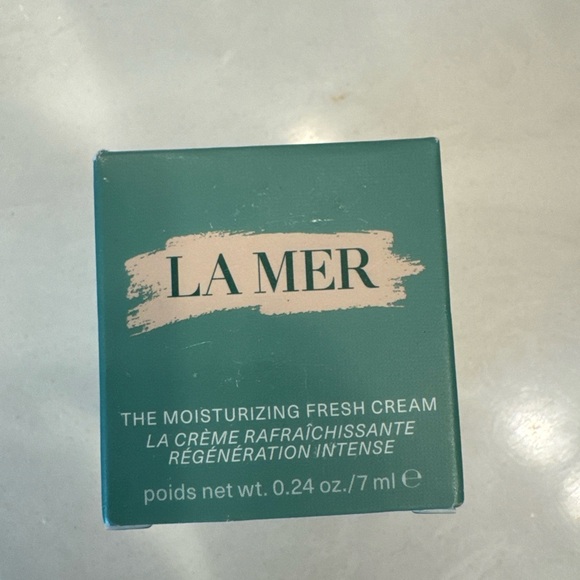 LA MER
THE MOISTURIZING FRESH CREAM
LA CRÈME RAFRAÎCHISSANTE
RÉGÉNÉRATION INTENSE
poids net wt. 0.24 oz./7 ml ℮